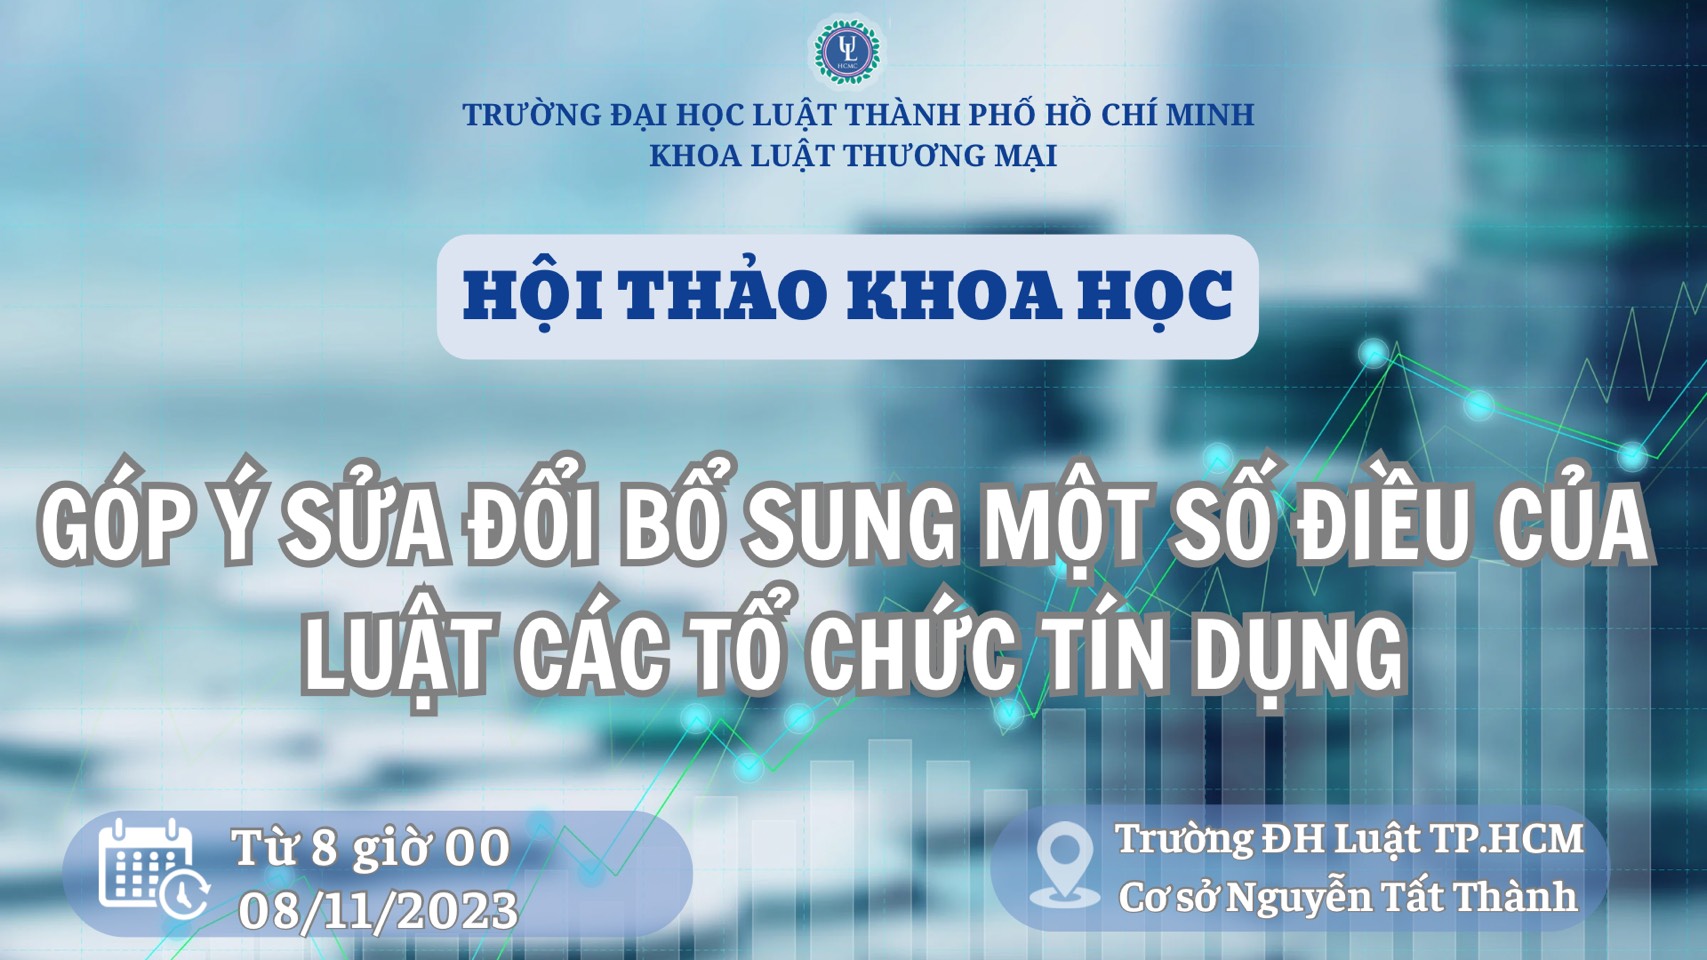 UL
HCMC
TRƯỜNG ĐẠI HỌC LUẬT THÀNH PHỐ HỒ CHÍ MINH
KHOA LUẬT THƯƠNG MẠI
HỘI THẢO KHOA HỌC
GÓP Ý SỬA ĐỔI BỔ SUNG MỘT SỐ ĐIỀU CỦA
LUẬT CÁC TỔ CHỨC TÍN DỤNG
Từ 8 giờ 00
08/11/2023
Trường ĐH Luật TP.HCM
Cơ sở Nguyễn Tất Thành